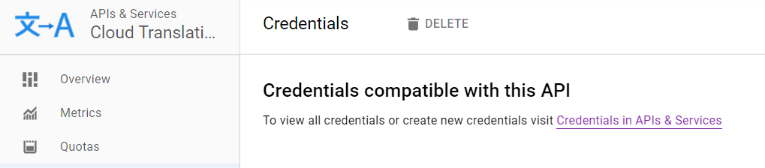 文→A
APIs & Services
Cloud Translati...
Credentials
DELETE
Overview
Metrics
Quotas
Credentials compatible with this API
To view all credentials or create new credentials visit Credentials in APIs & Services